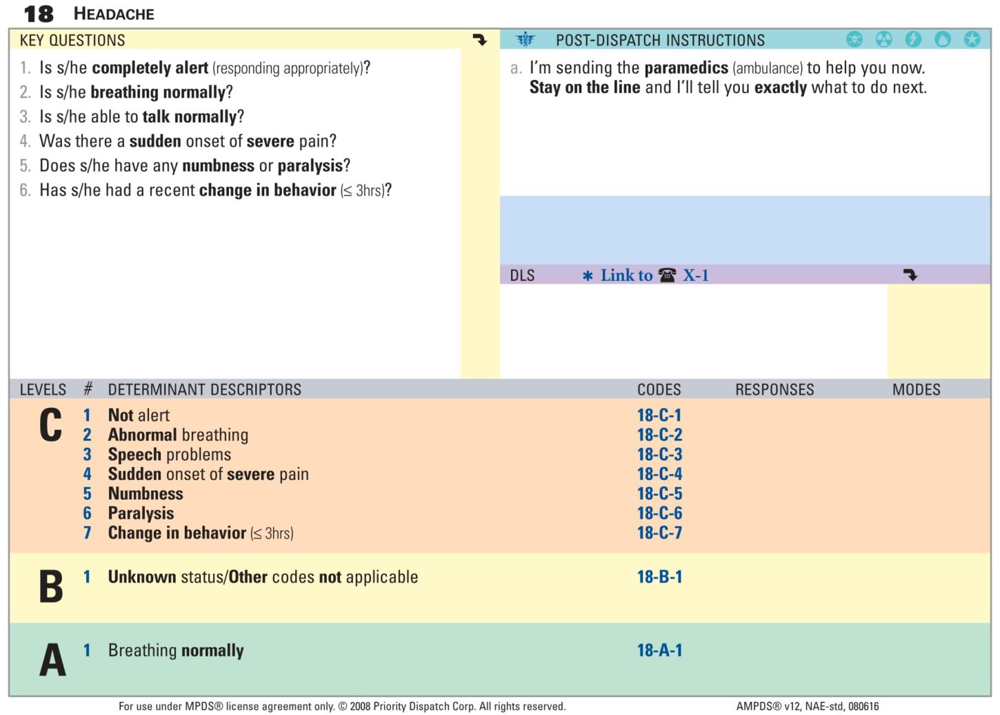 18 HEADACHE
KEY QUESTIONS
1. Is s/he completely alert (responding appropriately)?
2. Is s/he breathing normally?
3. Is s/he able to talk normally?
4. Was there a sudden onset of severe pain?
5. Does s/he have any numbness or paralysis?
6. Has s/he had a recent change in behavior (≤ 3hrs)?
POST-DISPATCH INSTRUCTIONS
a. I'm sending the paramedics (ambulance) to help you now.
Stay on the line and I'll tell you exactly what to do next.
DLS * Link to ☎ X-1
LEVELS # DETERMINANT DESCRIPTORS CODES RESPONSES MODES
C 1 Not alert 18-C-1
2 Abnormal breathing 18-C-2
3 Speech problems 18-C-3
4 Sudden onset of severe pain 18-C-4
5 Numbness 18-C-5
6 Paralysis 18-C-6
7 Change in behavior (≤ 3hrs) 18-C-7
B 1 Unknown status/Other codes not applicable 18-B-1
A 1 Breathing normally 18-A-1
For use under MPDS® license agreement only. © 2008 Priority Dispatch Corp. All rights reserved. AMPDS® v12, NAE-std, 080616